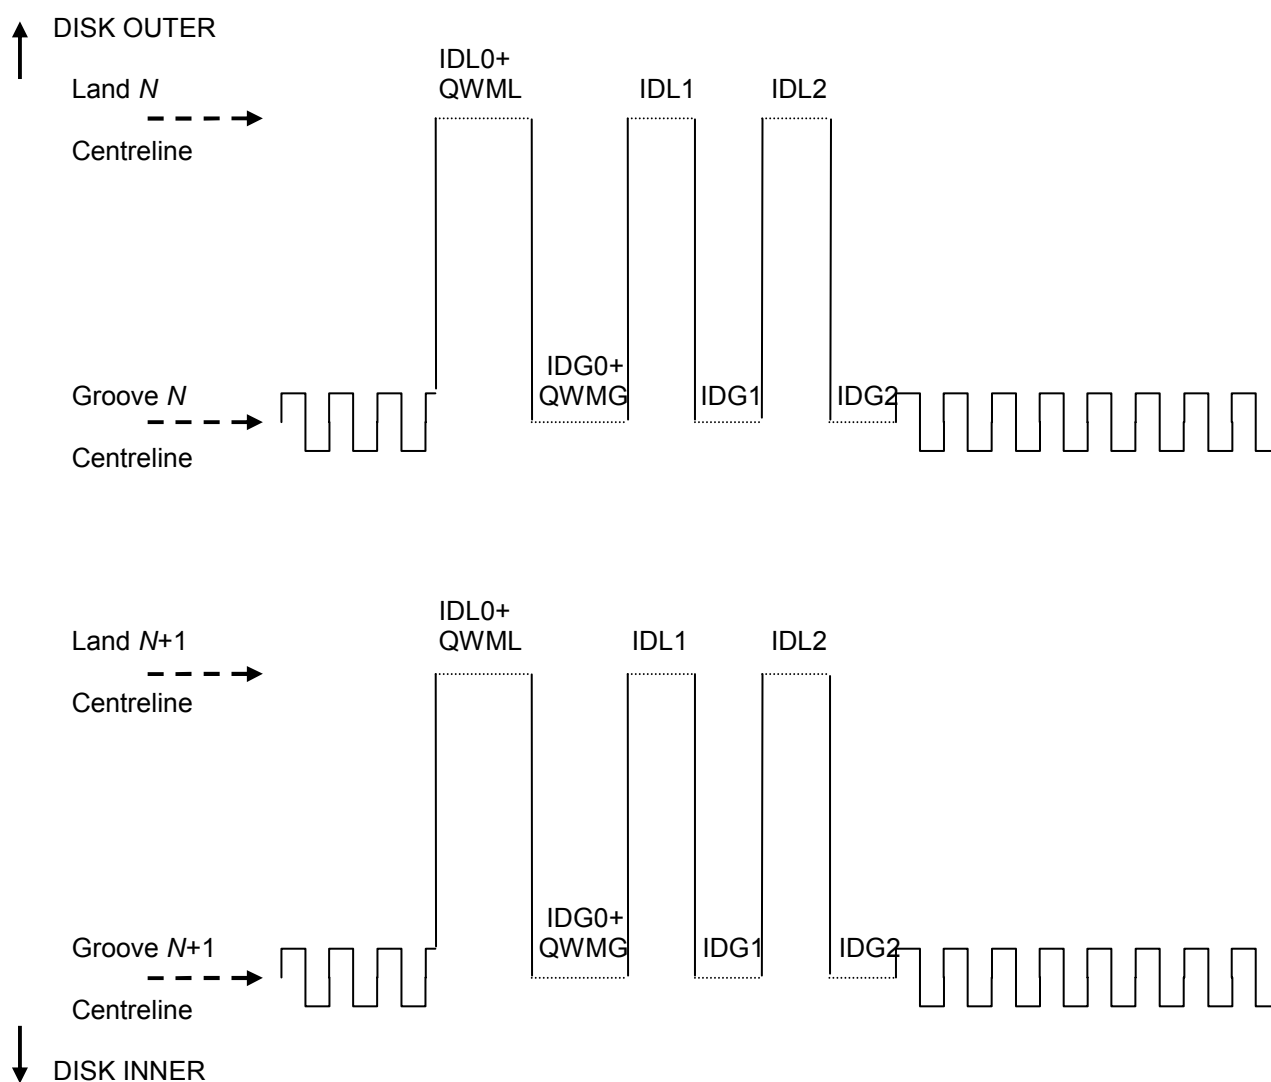 DISK OUTER
IDL0+
QWML
IDL1
IDL2
Land N
Centreline
IDG0+
QWMG
IDG1
IDG2
Groove N
Centreline
IDL0+
QWML
IDL1
IDL2
Land N+1
Centreline
IDG0+
QWMG
IDG1
IDG2
Groove N+1
Centreline
DISK INNER